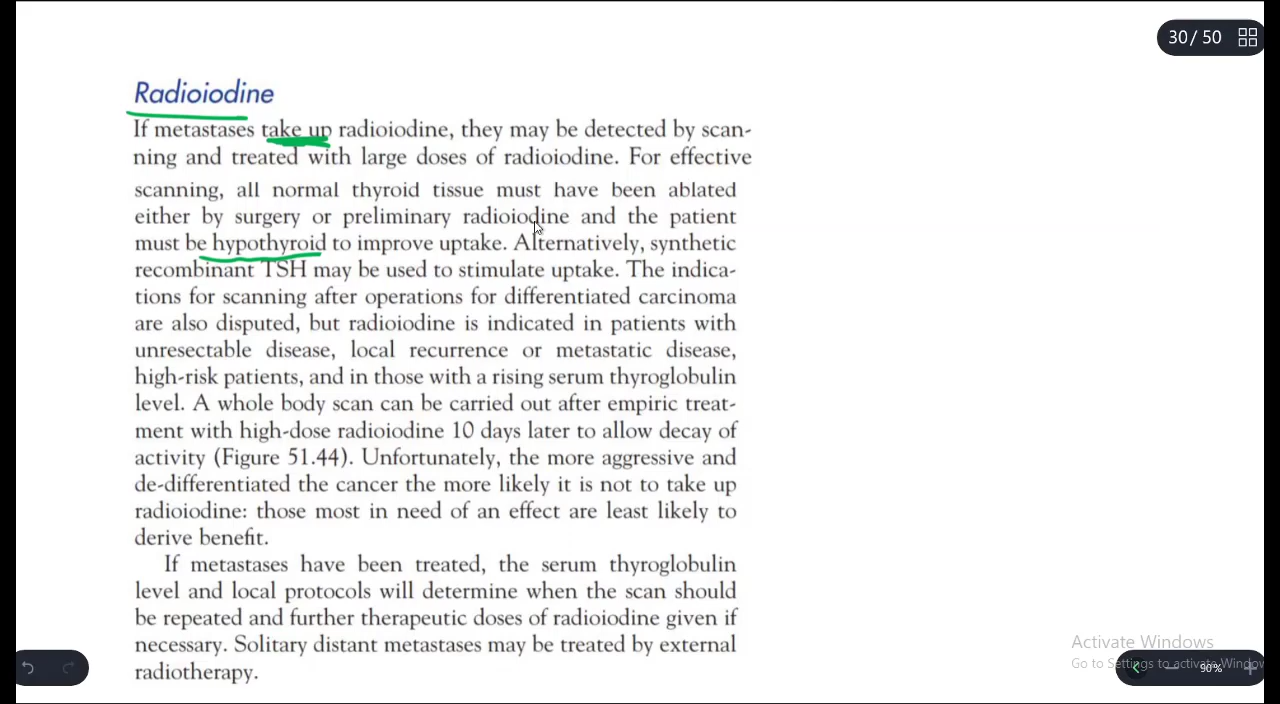 30 / 50
Radioiodine
If metastases take up radioiodine, they may be detected by scan-
ning and treated with large doses of radioiodine. For effective
scanning, all normal thyroid tissue must have been ablated
either by surgery or preliminary radioiodine and the patient
must be hypothyroid to improve uptake. Alternatively, synthetic
recombinant TSH may be used to stimulate uptake. The indica-
tions for scanning after operations for differentiated carcinoma
are also disputed, but radioiodine is indicated in patients with
unresectable disease, local recurrence or metastatic disease,
high-risk patients, and in those with a rising serum thyroglobulin
level. A whole body scan can be carried out after empiric treat-
ment with high-dose radioiodine 10 days later to allow decay of
activity (Figure 51.44). Unfortunately, the more aggressive and
de-differentiated the cancer the more likely it is not to take up
radioiodine: those most in need of an effect are least likely to
derive benefit.
If metastases have been treated, the serum thyroglobulin
level and local protocols will determine when the scan should
be repeated and further therapeutic doses of radioiodine given if
necessary. Solitary distant metastases may be treated by external
radiotherapy.
Activate Windows
Go to Settings to activate Window
90%